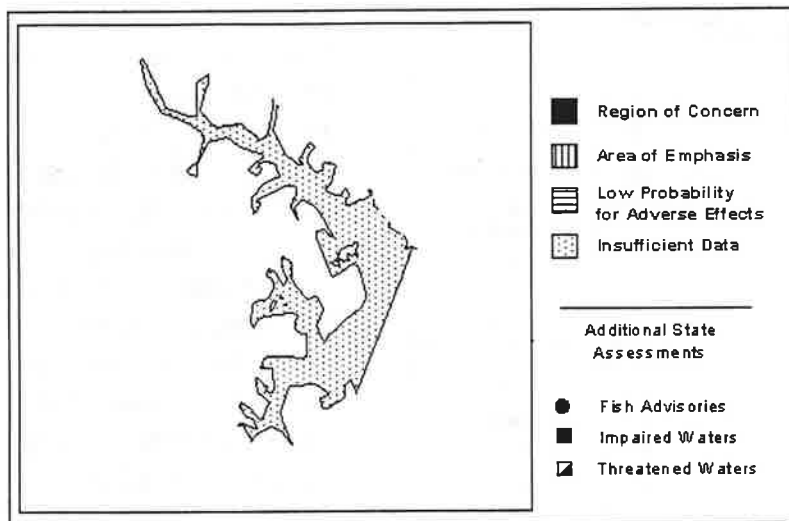 Region of Concern
Area of Emphasis
Low Probability
for Adverse Effects
Insufficient Data
Additional State
Assessments
Fish Advisories
Impaired Waters
Threatened Waters